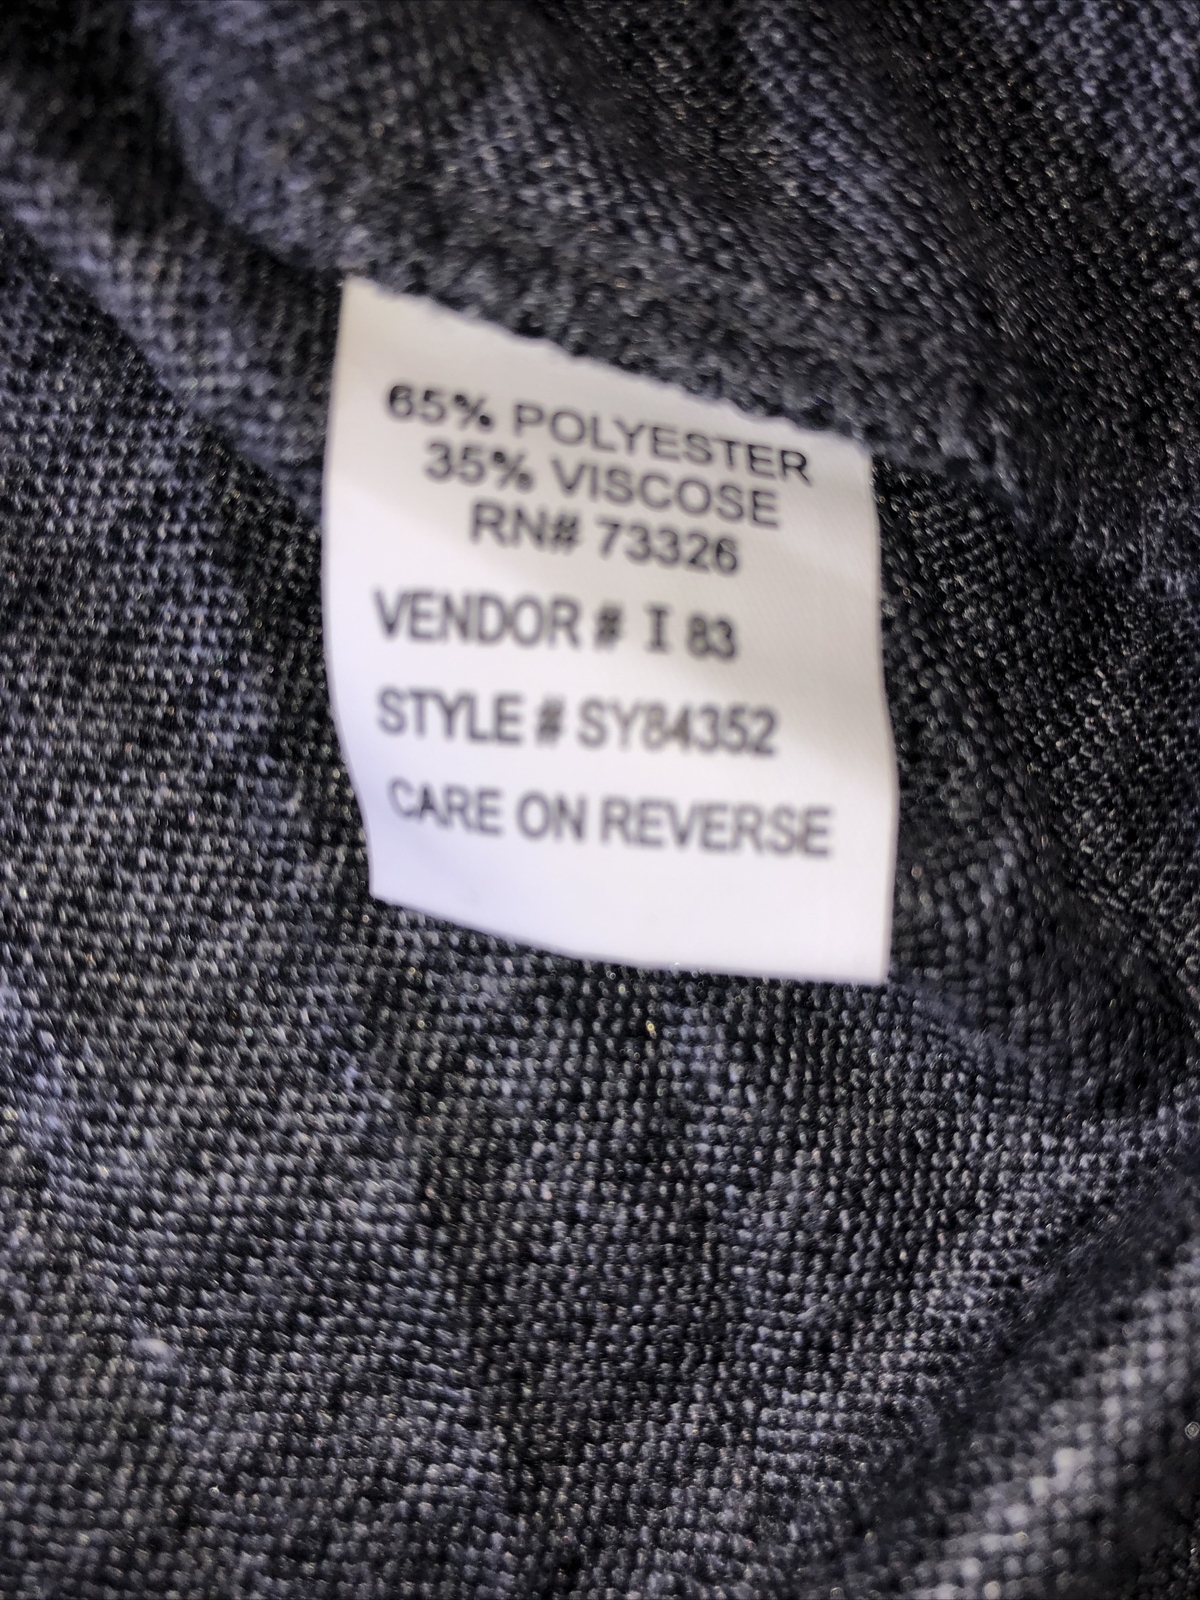 65% POLYESTER
35% VISCOSE
RN# 73326
VENDOR # I 83
STYLE # SY84352
CARE ON REVERSE